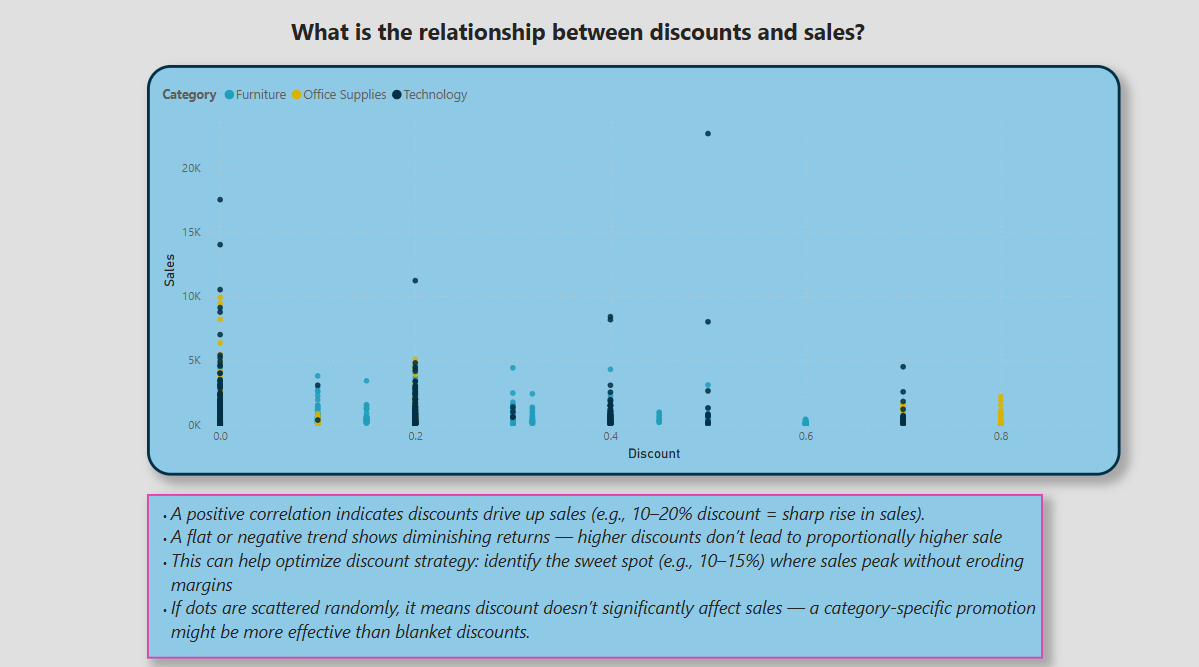 What is the relationship between discounts and sales?
Category Furniture Office Supplies Technology
20K
15K
10K
5K
0K
Sales
0.0 0.2 0.4 0.6 0.8
Discount
· A positive correlation indicates discounts drive up sales (e.g., 10–20% discount = sharp rise in sales).
· A flat or negative trend shows diminishing returns — higher discounts don’t lead to proportionally higher sale
· This can help optimize discount strategy: identify the sweet spot (e.g., 10–15%) where sales peak without eroding
margins
· If dots are scattered randomly, it means discount doesn’t significantly affect sales — a category-specific promotion
might be more effective than blanket discounts.